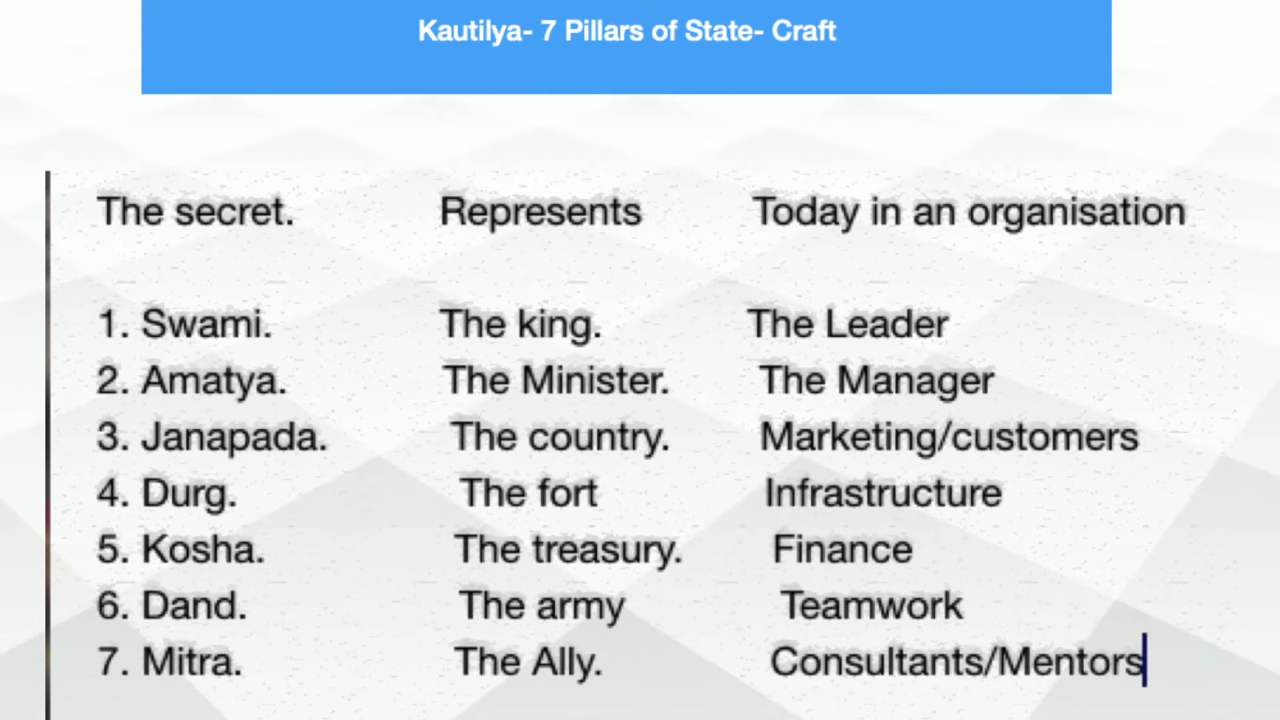 Kautilya- 7 Pillars of State- Craft
The secret. Represents Today in an organisation
1. Swami. The king. The Leader
2. Amatya. The Minister. The Manager
3. Janapada. The country. Marketing/customers
4. Durg. The fort Infrastructure
5. Kosha. The treasury. Finance
6. Dand. The army Teamwork
7. Mitra. The Ally. Consultants/Mentors